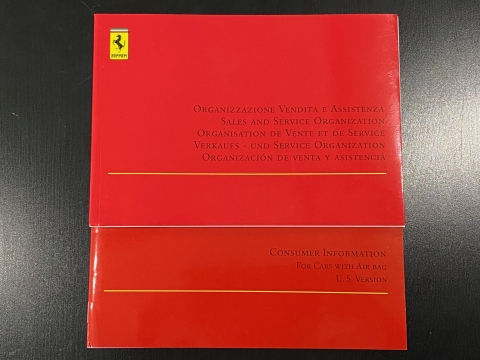 FERRARI
ORGANIZZAZIONE VENDITA E ASSISTENZA
SALES AND SERVICE ORGANIZATION
ORGANISATION DE VENTE ET DE SERVICE
VERKAUFS - UND SERVICE ORGANIZATION
ORGANIZACIÓN DE VENTA Y ASISTENCIA
CONSUMER INFORMATION
FOR CARS WITH AIR BAG
U. S. VERSION